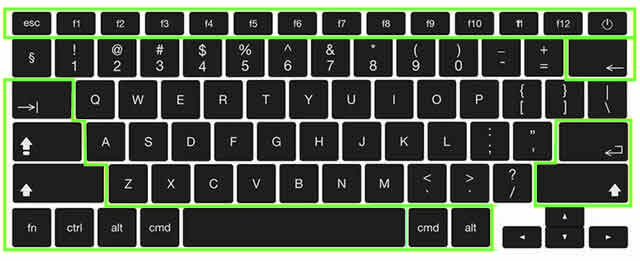 esc f1 f2 f3 f4 f5 f6 f7 f8 f9 f10 f1 f12
§ ! 1 @ 2 # 3 $ 4 % 5 ^ 6 & 7 * 8 ( 9 ) 0 _ - + = ←
→| Q W E R T Y U I O P { [ } ] | \
A S D F G H J K L : ; " '
Z X C V B N M < , > . ? /
fn ctrl alt cmd cmd alt ◄ ▲ ▼ ►